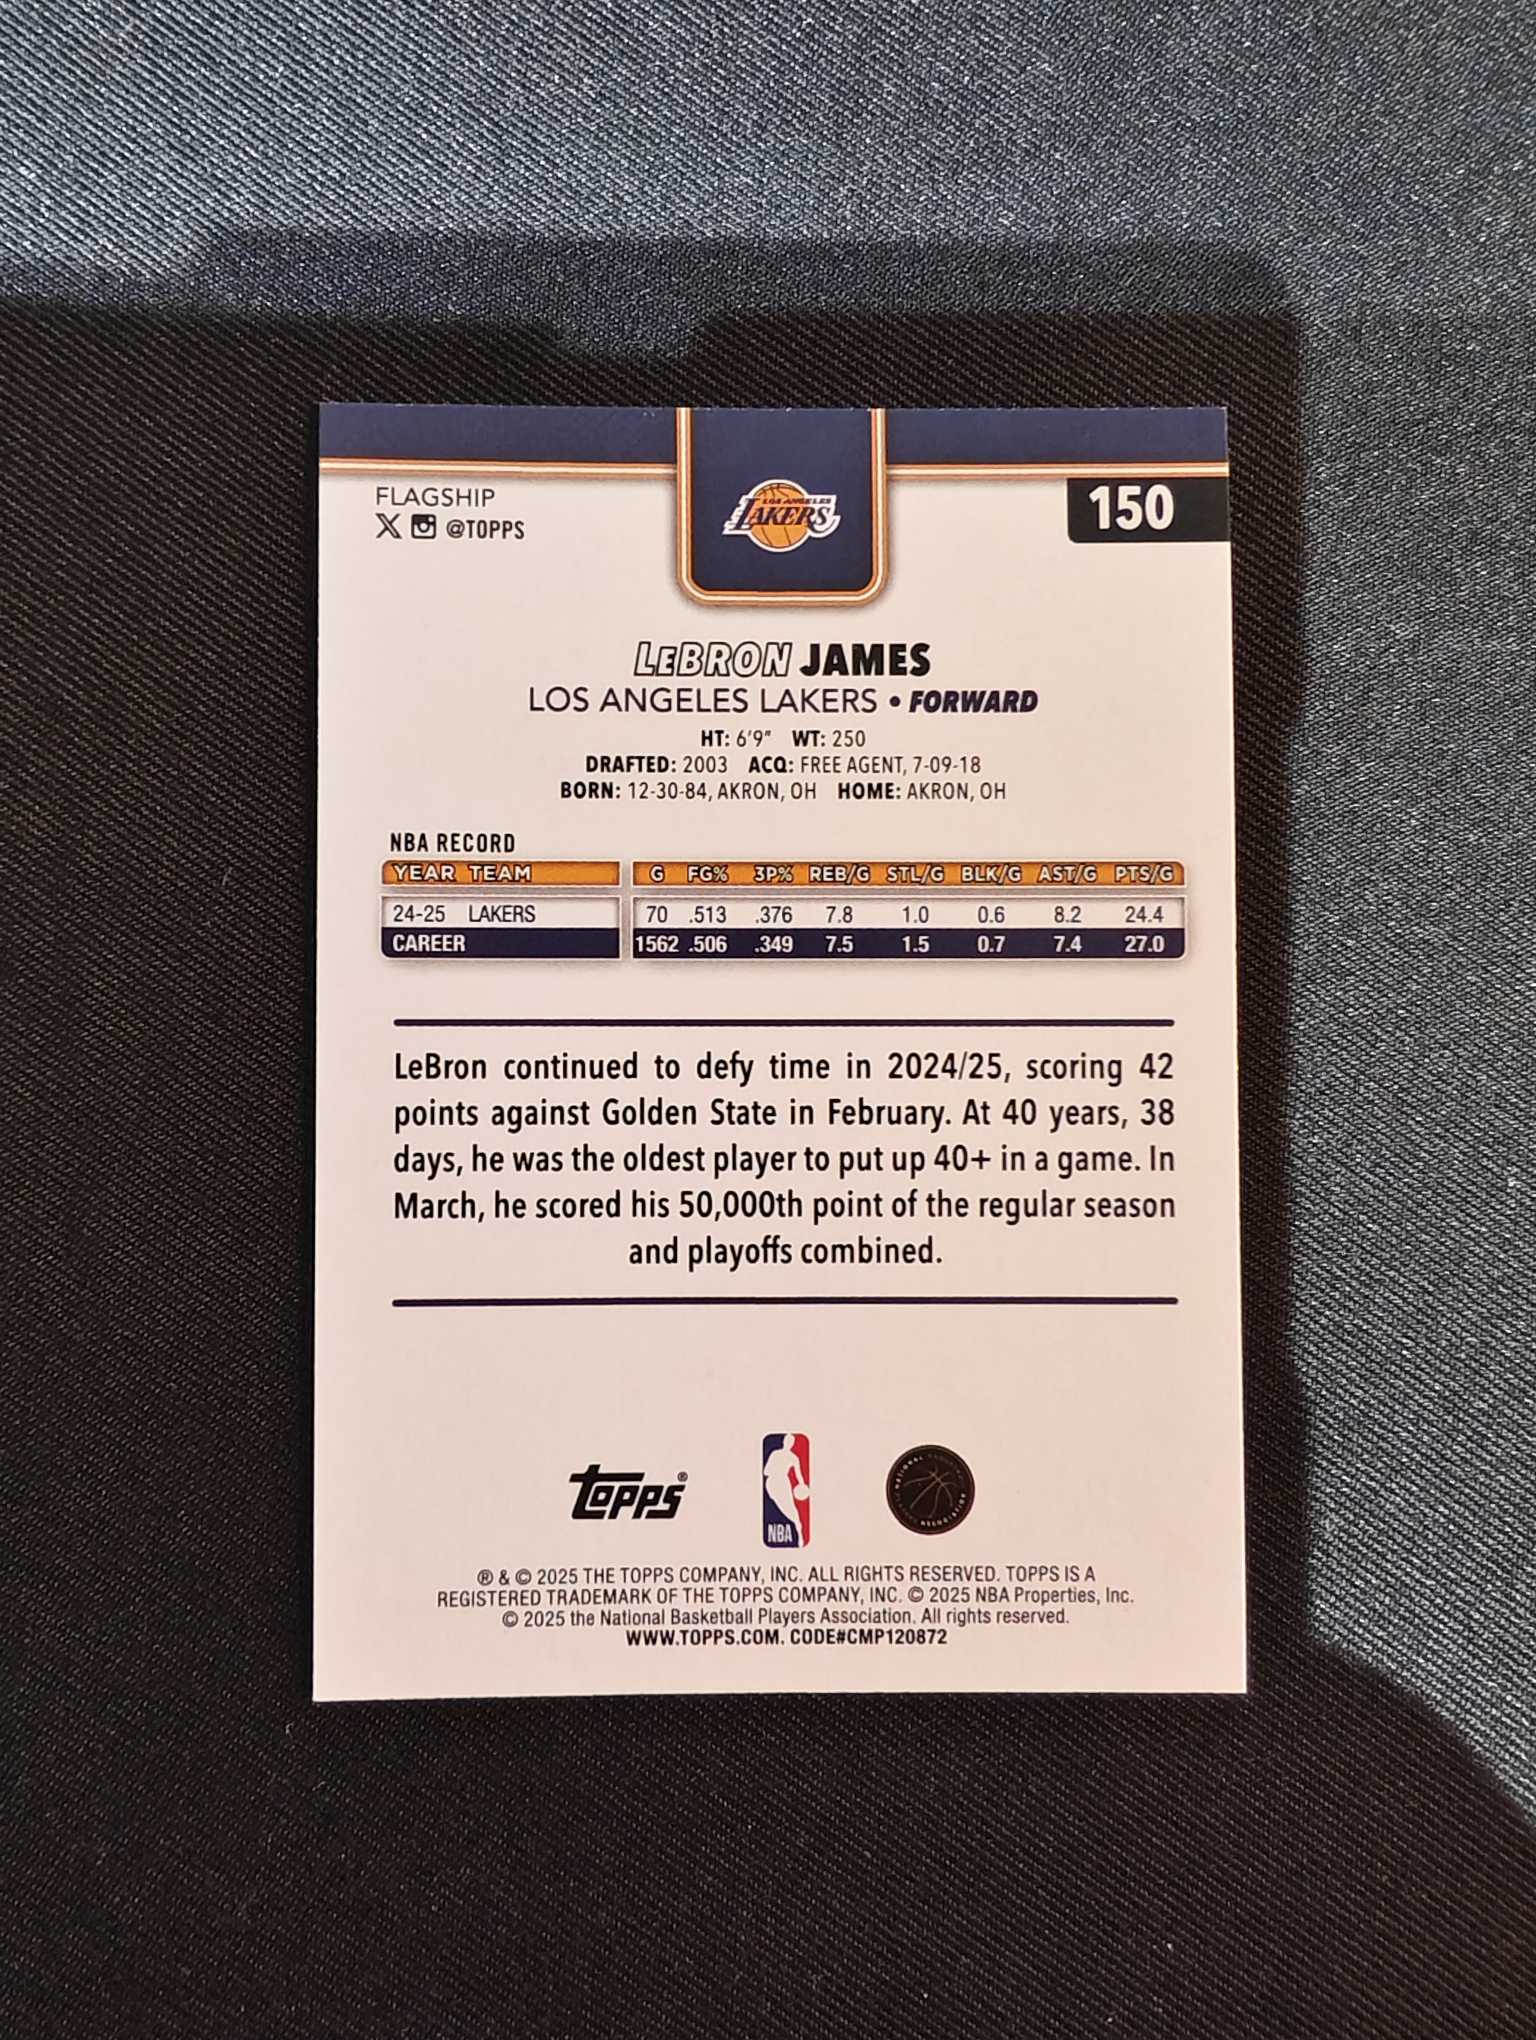 FLAGSHIP
@TOPPS
LOS ANGELES
LAKERS
150
LeBRON JAMES
LOS ANGELES LAKERS • FORWARD
HT: 6'9" WT: 250
DRAFTED: 2003 ACQ: FREE AGENT, 7-09-18
BORN: 12-30-84, AKRON, OH HOME: AKRON, OH
NBA RECORD
YEAR TEAM G FG% 3P% REB/G STL/G BLK/G AST/G PTS/G
24-25 LAKERS 70 .513 .376 7.8 1.0 0.6 8.2 24.4
CAREER 1562 .506 .349 7.5 1.5 0.7 7.4 27.0
LeBron continued to defy time in 2024/25, scoring 42
points against Golden State in February. At 40 years, 38
days, he was the oldest player to put up 40+ in a game. In
March, he scored his 50,000th point of the regular season
and playoffs combined.
topps®
NBA
® & © 2025 THE TOPPS COMPANY, INC. ALL RIGHTS RESERVED. TOPPS IS A
REGISTERED TRADEMARK OF THE TOPPS COMPANY, INC. © 2025 NBA Properties, Inc.
© 2025 the National Basketball Players Association. All rights reserved.
WWW.TOPPS.COM. CODE#CMP120872